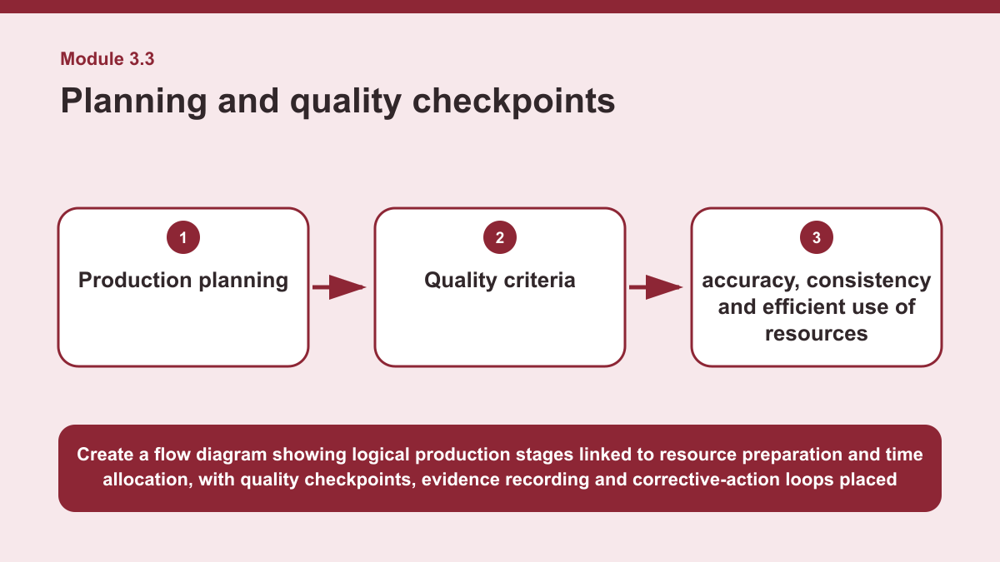 Module 3.3
Planning and quality checkpoints
1
Production planning
2
Quality criteria
3
accuracy, consistency
and efficient use of
resources
Create a flow diagram showing logical production stages linked to resource preparation and time
allocation, with quality checkpoints, evidence recording and corrective-action loops placed